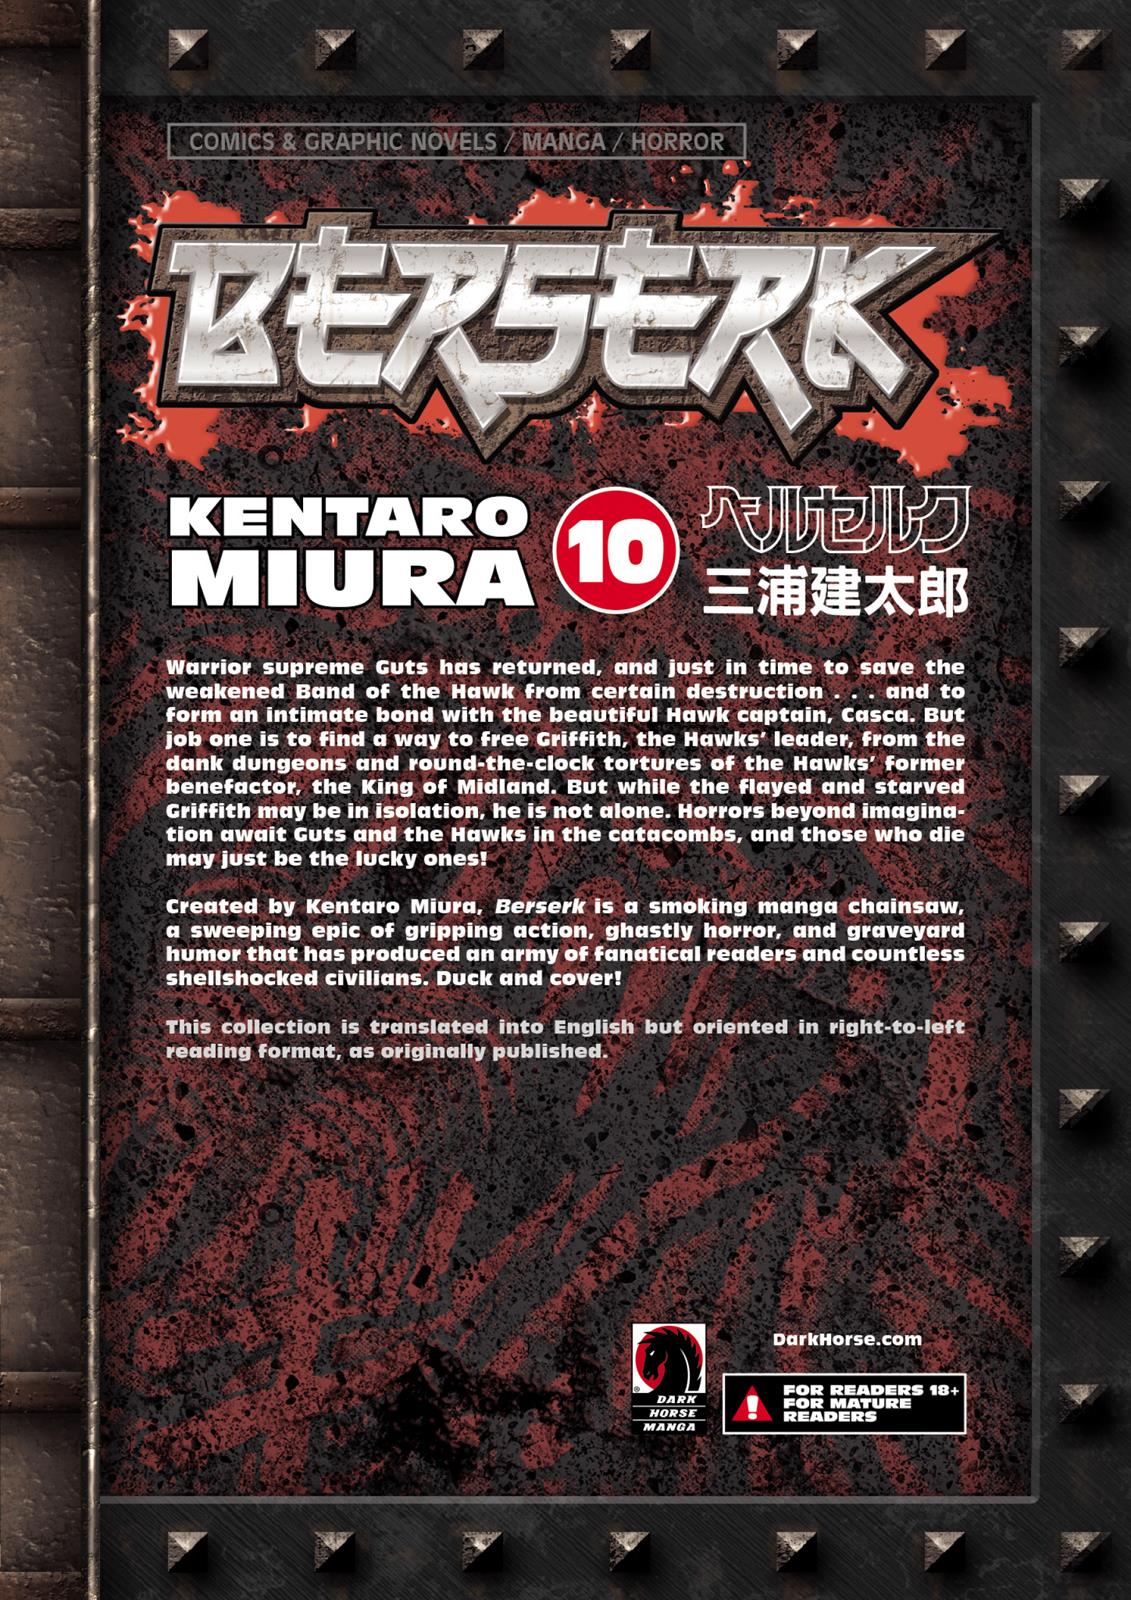 COMICS & GRAPHIC NOVELS / MANGA / HORROR
BERSERK
KENTARO
MIURA
10
ベルセルク
三浦建太郎
Warrior supreme Guts has returned, and just in time to save the
weakened Band of the Hawk from certain destruction . . . and to
form an intimate bond with the beautiful Hawk captain, Casca. But
job one is to find a way to free Griffith, the Hawks' leader, from the
dank dungeons and round-the-clock tortures of the Hawks' former
benefactor, the King of Midland. But while the flayed and starved
Griffith may be in isolation, he is not alone. Horrors beyond imagina-
tion await Guts and the Hawks in the catacombs, and those who die
may just be the lucky ones!
Created by Kentaro Miura, Berserk is a smoking manga chainsaw,
a sweeping epic of gripping action, ghastly horror, and graveyard
humor that has produced an army of fanatical readers and countless
shellshocked civilians. Duck and cover!
This collection is translated into English but oriented in right-to-left
reading format, as originally published.
DARK
HORSE
MANGA
®
DarkHorse.com
!
FOR READERS 18+
FOR MATURE
READERS